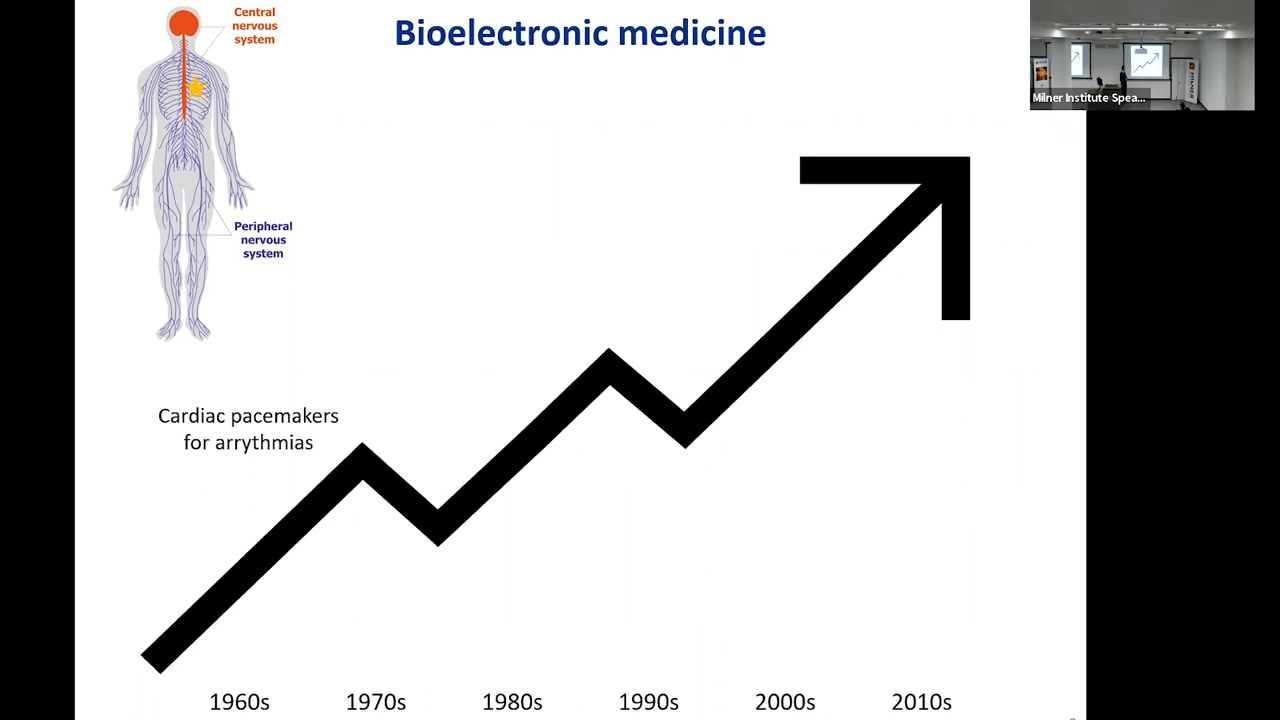 Bioelectronic medicine
Central
nervous
system
Peripheral
nervous
system
Milner Institute Spea...
Cardiac pacemakers
for arrythmias
1960s
1970s
1980s
1990s
2000s
2010s